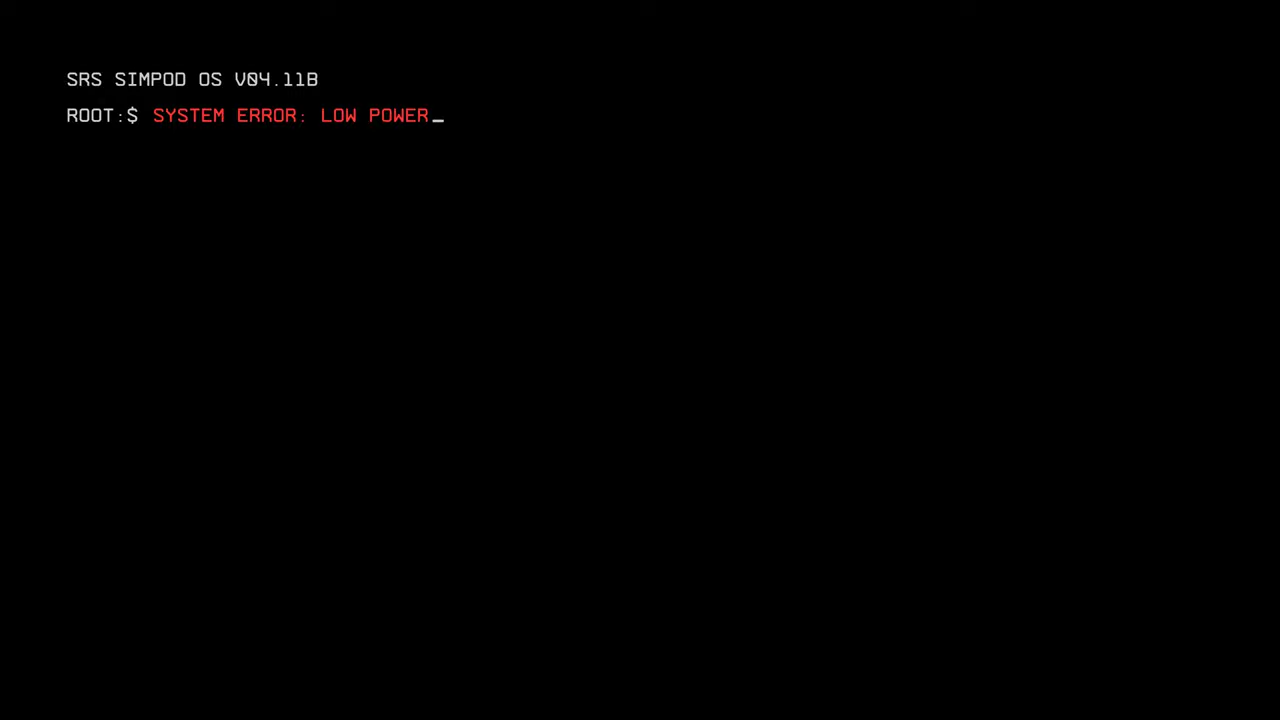 SRS SIMPOD OS V04.11B
ROOT:$ SYSTEM ERROR: LOW POWER_